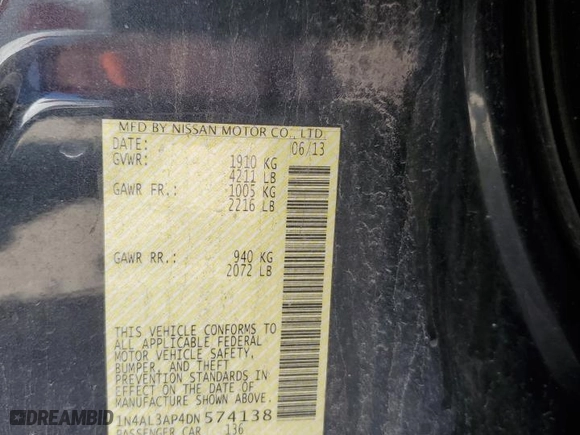 MFD BY NISSAN MOTOR CO., LTD.
DATE: 06/13
GVWR: 1910 KG
4211 LB
GAWR FR.: 1005 KG
2216 LB
GAWR RR.: 940 KG
2072 LB
THIS VEHICLE CONFORMS TO
ALL APPLICABLE FEDERAL
MOTOR VEHICLE SAFETY,
BUMPER, AND THEFT
PREVENTION STANDARDS IN
EFFECT ON THE DATE OF
MANUFACTURE SHOWN ABOVE.
1N4AL3AP4DN574138
PASSENGER CAR 136
DREAMBID